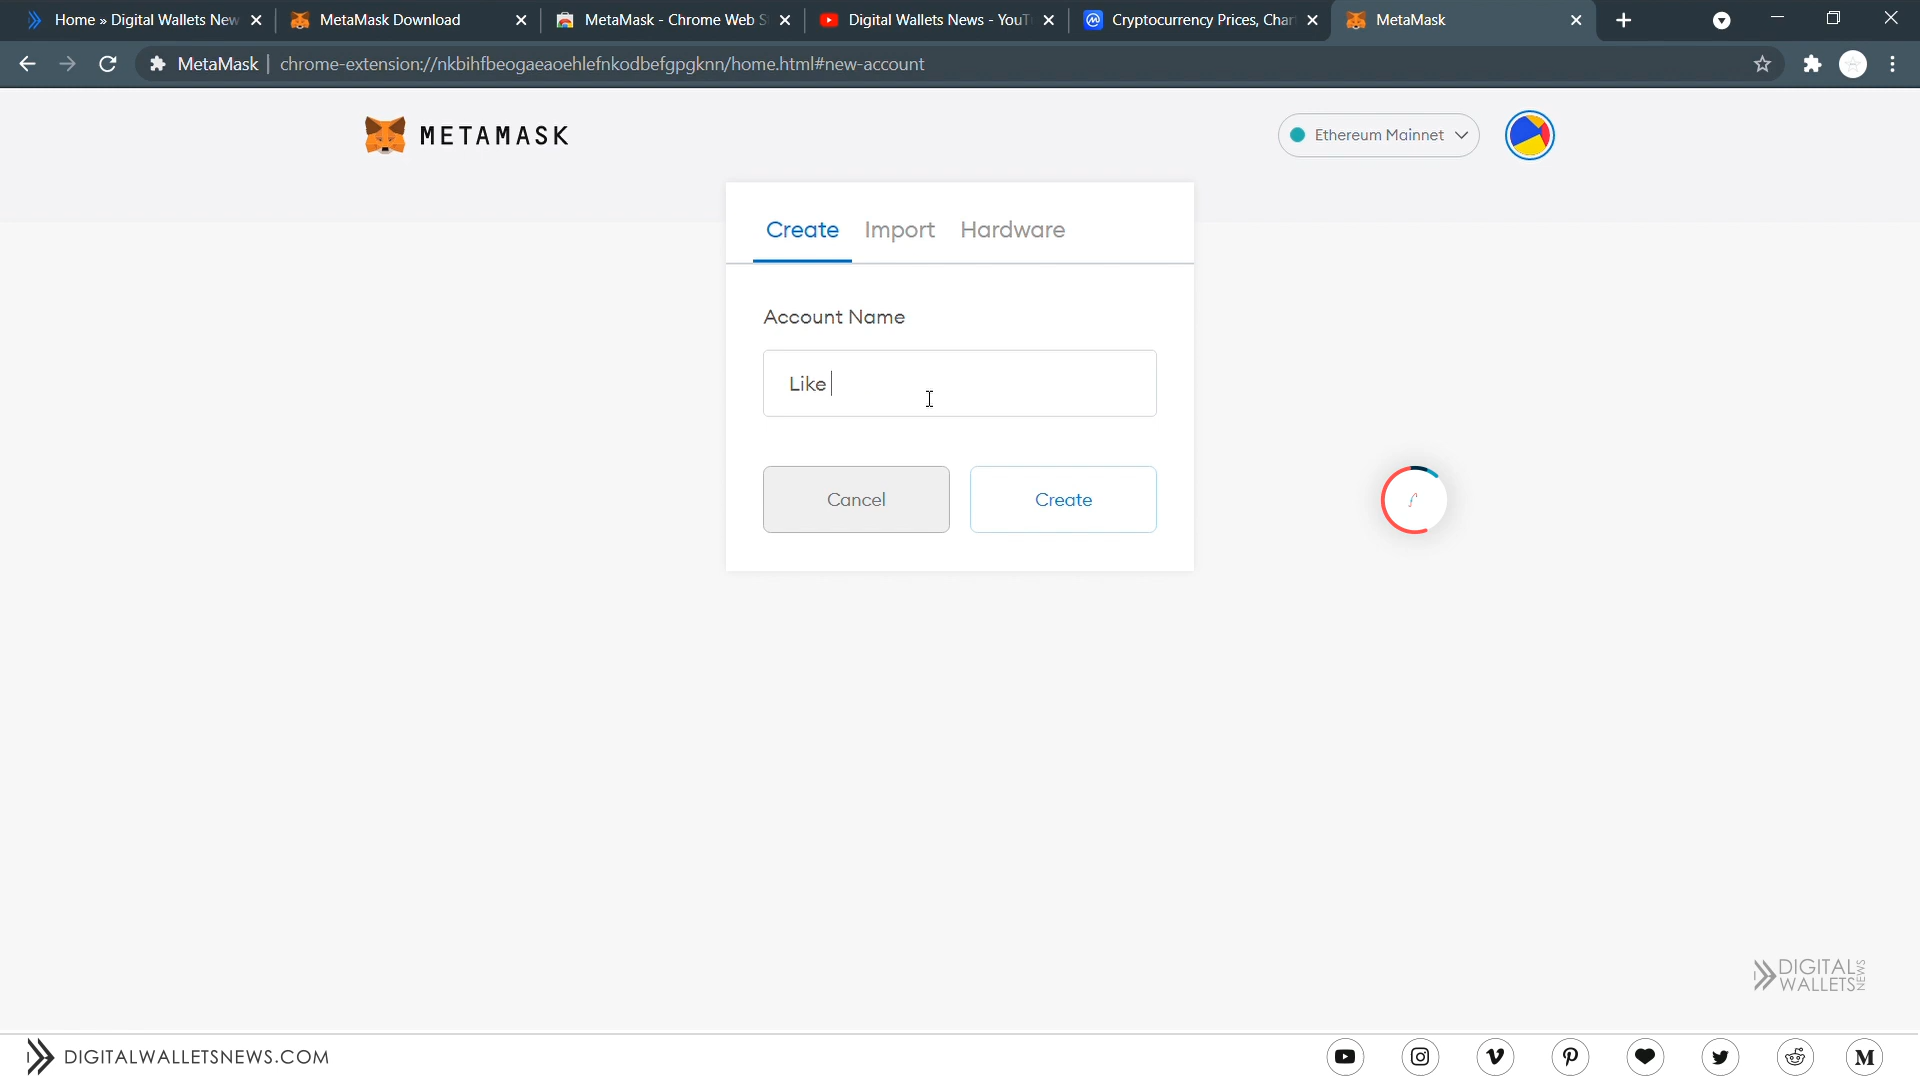 Home » Digital Wallets New
MetaMask Download
MetaMask - Chrome Web S
Digital Wallets News - YouT
Cryptocurrency Prices, Char
MetaMask
MetaMask
chrome-extension://nkbihfbeogaeaoehlefnkodbefgpgknn/home.html#new-account
METAMASK
Ethereum Mainnet
Create
Import
Hardware
Account Name
Like
Cancel
Create
DIGITAL
WALLETS
NEWS
DIGITALWALLETSNEWS.COM